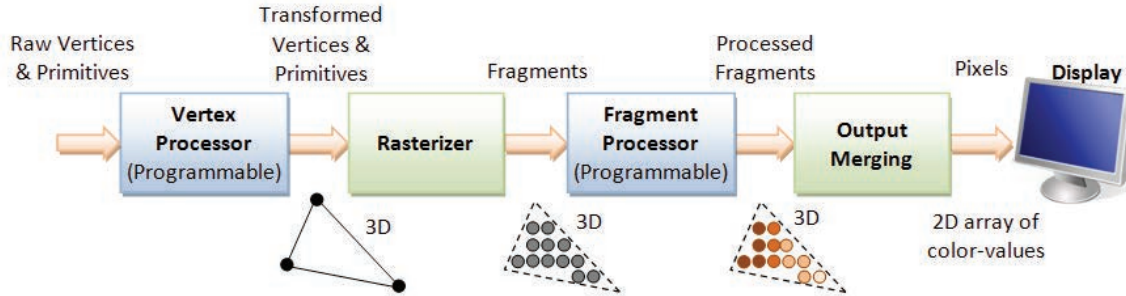 Raw Vertices
& Primitives
Transformed
Vertices &
Primitives
Fragments
Processed
Fragments
Pixels
Display
Vertex
Processor
(Programmable)
Rasterizer
Fragment
Processor
(Programmable)
Output
Merging
3D
3D
3D
2D array of
color-values